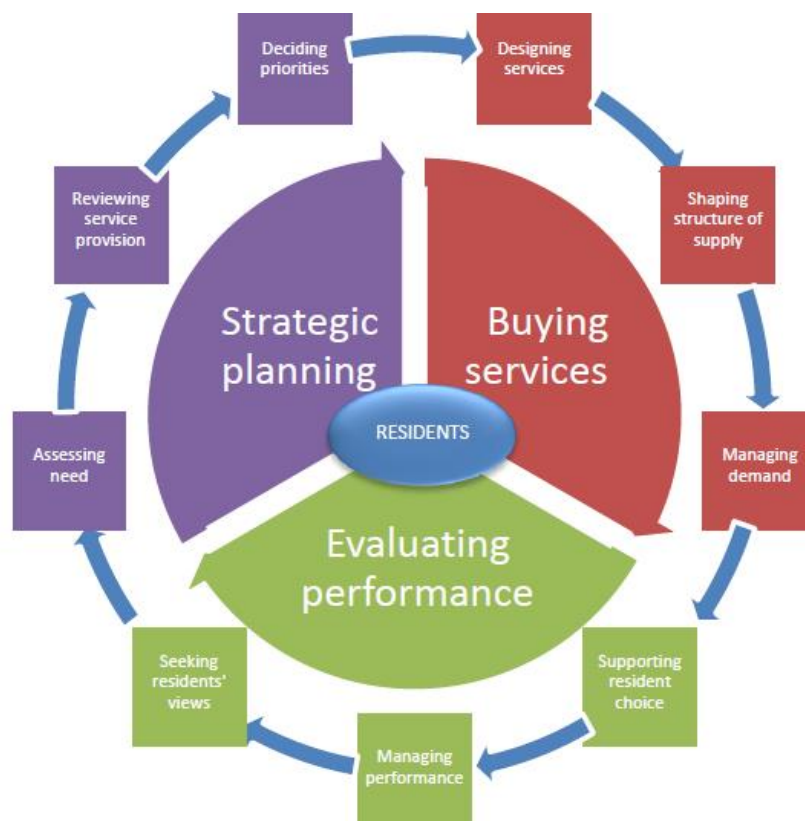 Deciding
priorities
Designing
services
Reviewing
service
provision
Shaping
structure of
supply
Strategic
planning
Buying
services
RESIDENTS
Assessing
need
Managing
demand
Evaluating
performance
Seeking
residents'
views
Supporting
resident
choice
Managing
performance